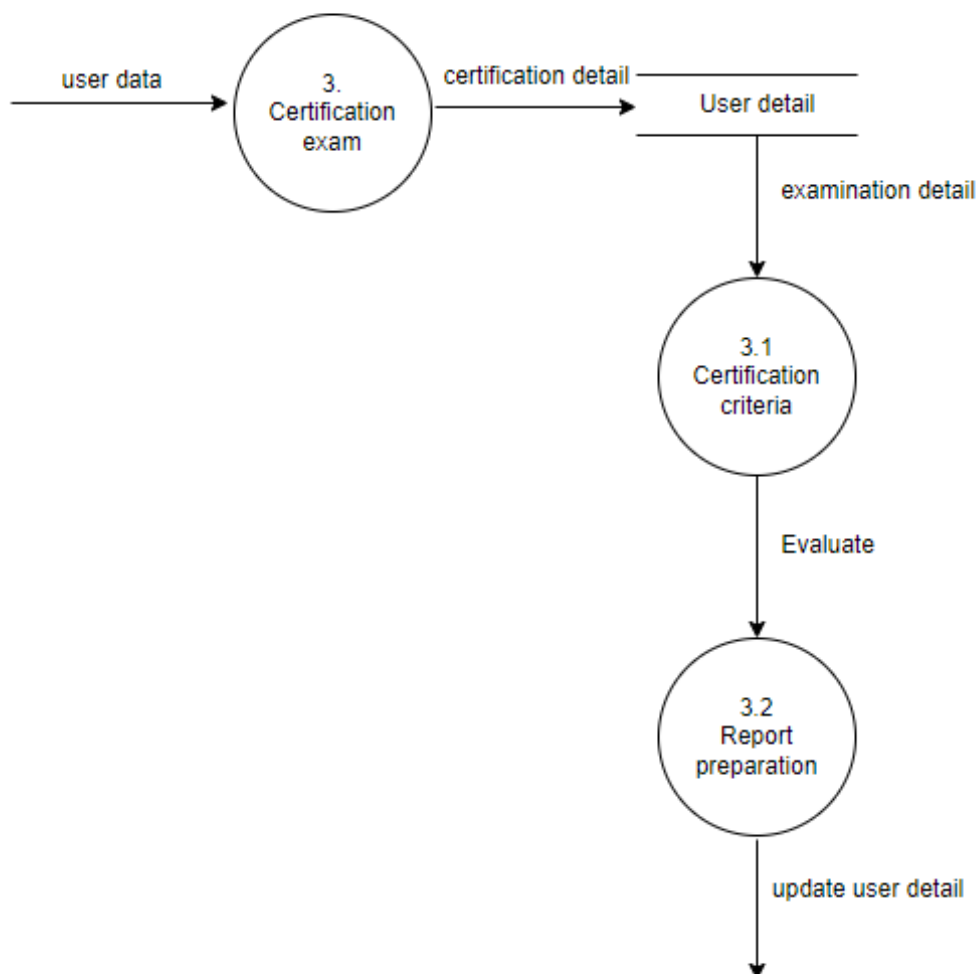 user data
3.
Certification
exam
certification detail
User detail
examination detail
3.1
Certification
criteria
Evaluate
3.2
Report
preparation
update user detail